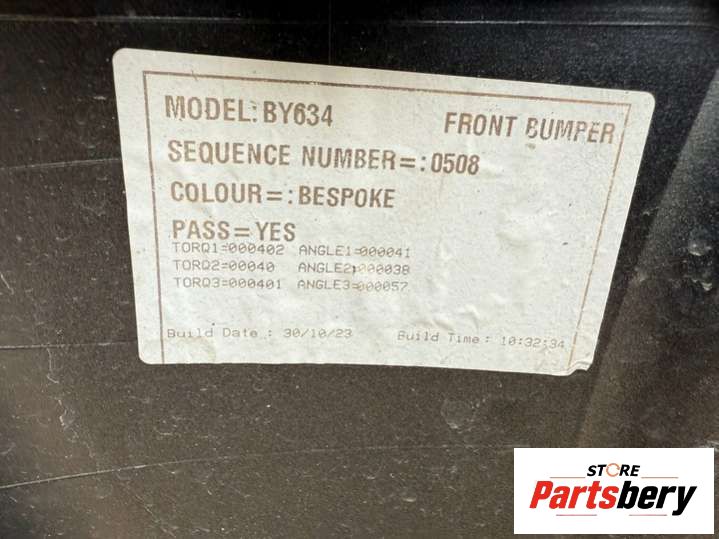 MODEL: BY634 FRONT BUMPER
SEQUENCE NUMBER=:0508
COLOUR=:BESPOKE
PASS=YES
TORQ1=000402 ANGLE1=000041
TORQ2=00040 ANGLE2=000038
TORQ3=000401 ANGLE3=000057
Build Date : 30/10/23 Build Time : 10:32:34
STORE
Partsbery